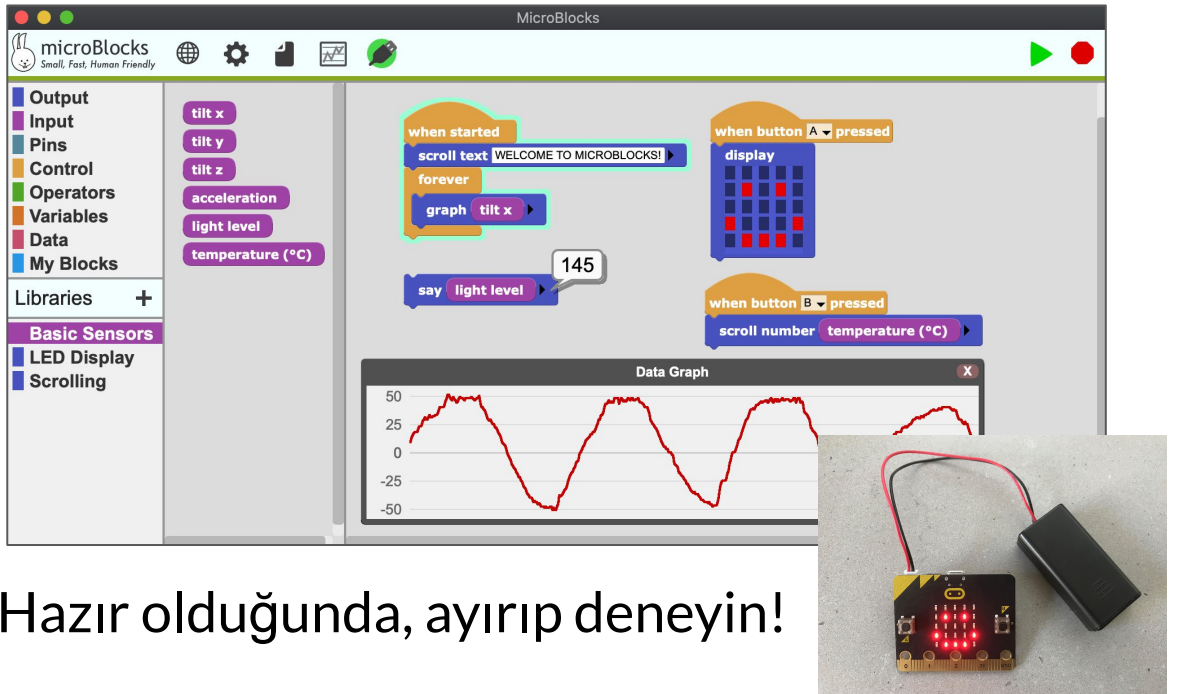 MicroBlocks
microBlocks
Small, Fast, Human Friendly
Output
Input
Pins
Control
Operators
Variables
Data
My Blocks
Libraries +
Basic Sensors
LED Display
Scrolling
tilt x
tilt y
tilt z
acceleration
light level
temperature (°C)
when started
scroll text WELCOME TO MICROBLOCKS!
forever
graph tilt x
say light level
145
when button A pressed
display
when button B pressed
scroll number temperature (°C)
Data Graph X
50
25
0
-25
-50
Hazır olduğunda, ayırıp deneyin!